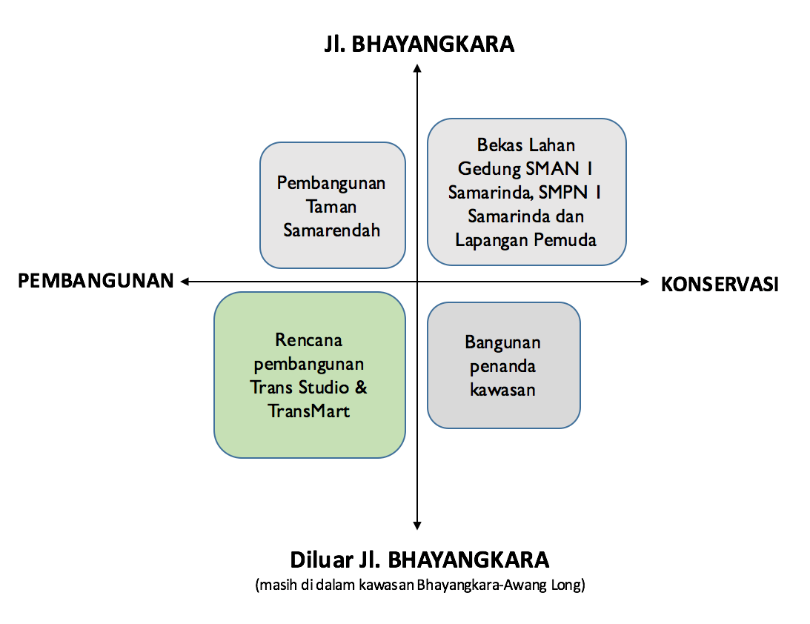 Jl. BHAYANGKARA
Pembangunan
Taman
Samarendah
Bekas Lahan
Gedung SMAN 1
Samarinda, SMPN 1
Samarinda dan
Lapangan Pemuda
PEMBANGUNAN
KONSERVASI
Rencana
pembangunan
Trans Studio &
TransMart
Bangunan
penanda
kawasan
Diluar Jl. BHAYANGKARA
(masih di dalam kawasan Bhayangkara-Awang Long)